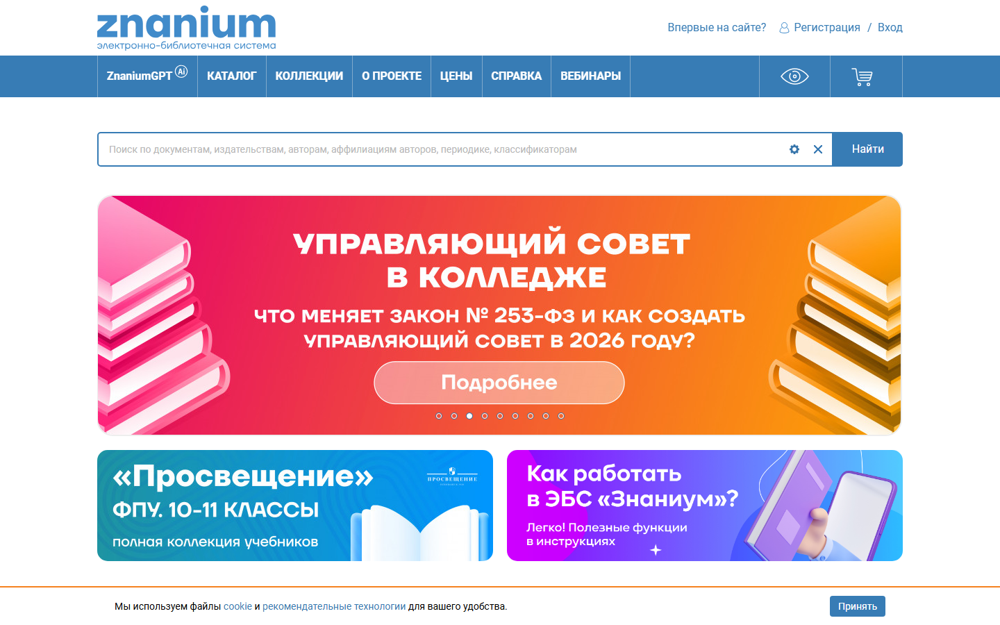 znanium
электронно-библиотечная система
Впервые на сайте? Регистрация / Вход
ZnaniumGPT Ai КАТАЛОГ КОЛЛЕКЦИИ О ПРОЕКТЕ ЦЕНЫ СПРАВКА ВЕБИНАРЫ
Поиск по документам, издательствам, авторам, аффилиациям авторов, периодике, классификаторам
Найти
УПРАВЛЯЮЩИЙ СОВЕТ
В КОЛЛЕДЖЕ
ЧТО МЕНЯЕТ ЗАКОН № 253-ФЗ И КАК СОЗДАТЬ
УПРАВЛЯЮЩИЙ СОВЕТ В 2026 ГОДУ?
Подробнее
«Просвещение»
ФПУ. 10-11 КЛАССЫ
полная коллекция учебников
ПРОСВЕЩЕНИЕ
Как работать
в ЭБС «Знаниум»?
Легко! Полезные функции
в инструкциях
Мы используем файлы cookie и рекомендательные технологии для вашего удобства.
Принять